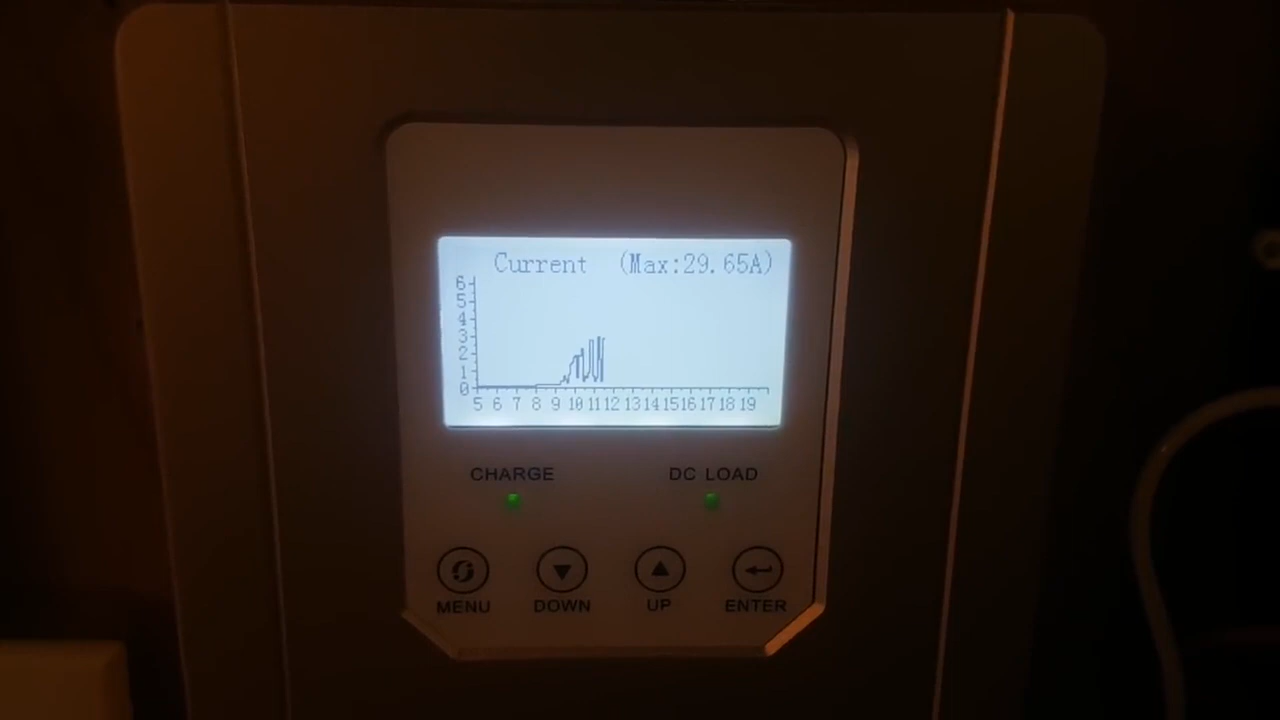 Current (Max:29.65A)
6
5
4
3
2
1
0
5 6 7 8 9 10 11 12 13 14 15 16 17 18 19
CHARGE DC LOAD
MENU DOWN UP ENTER